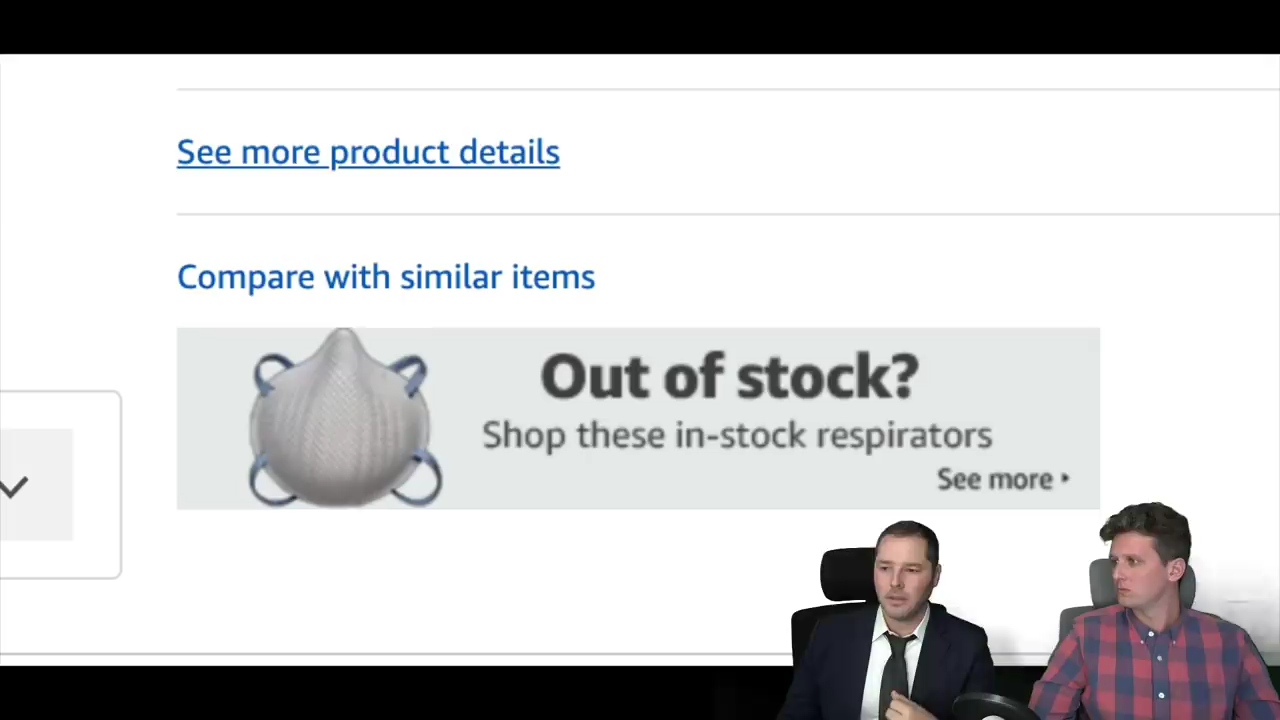 See more product details
Compare with similar items
Out of stock?
Shop these in-stock respirators
See more